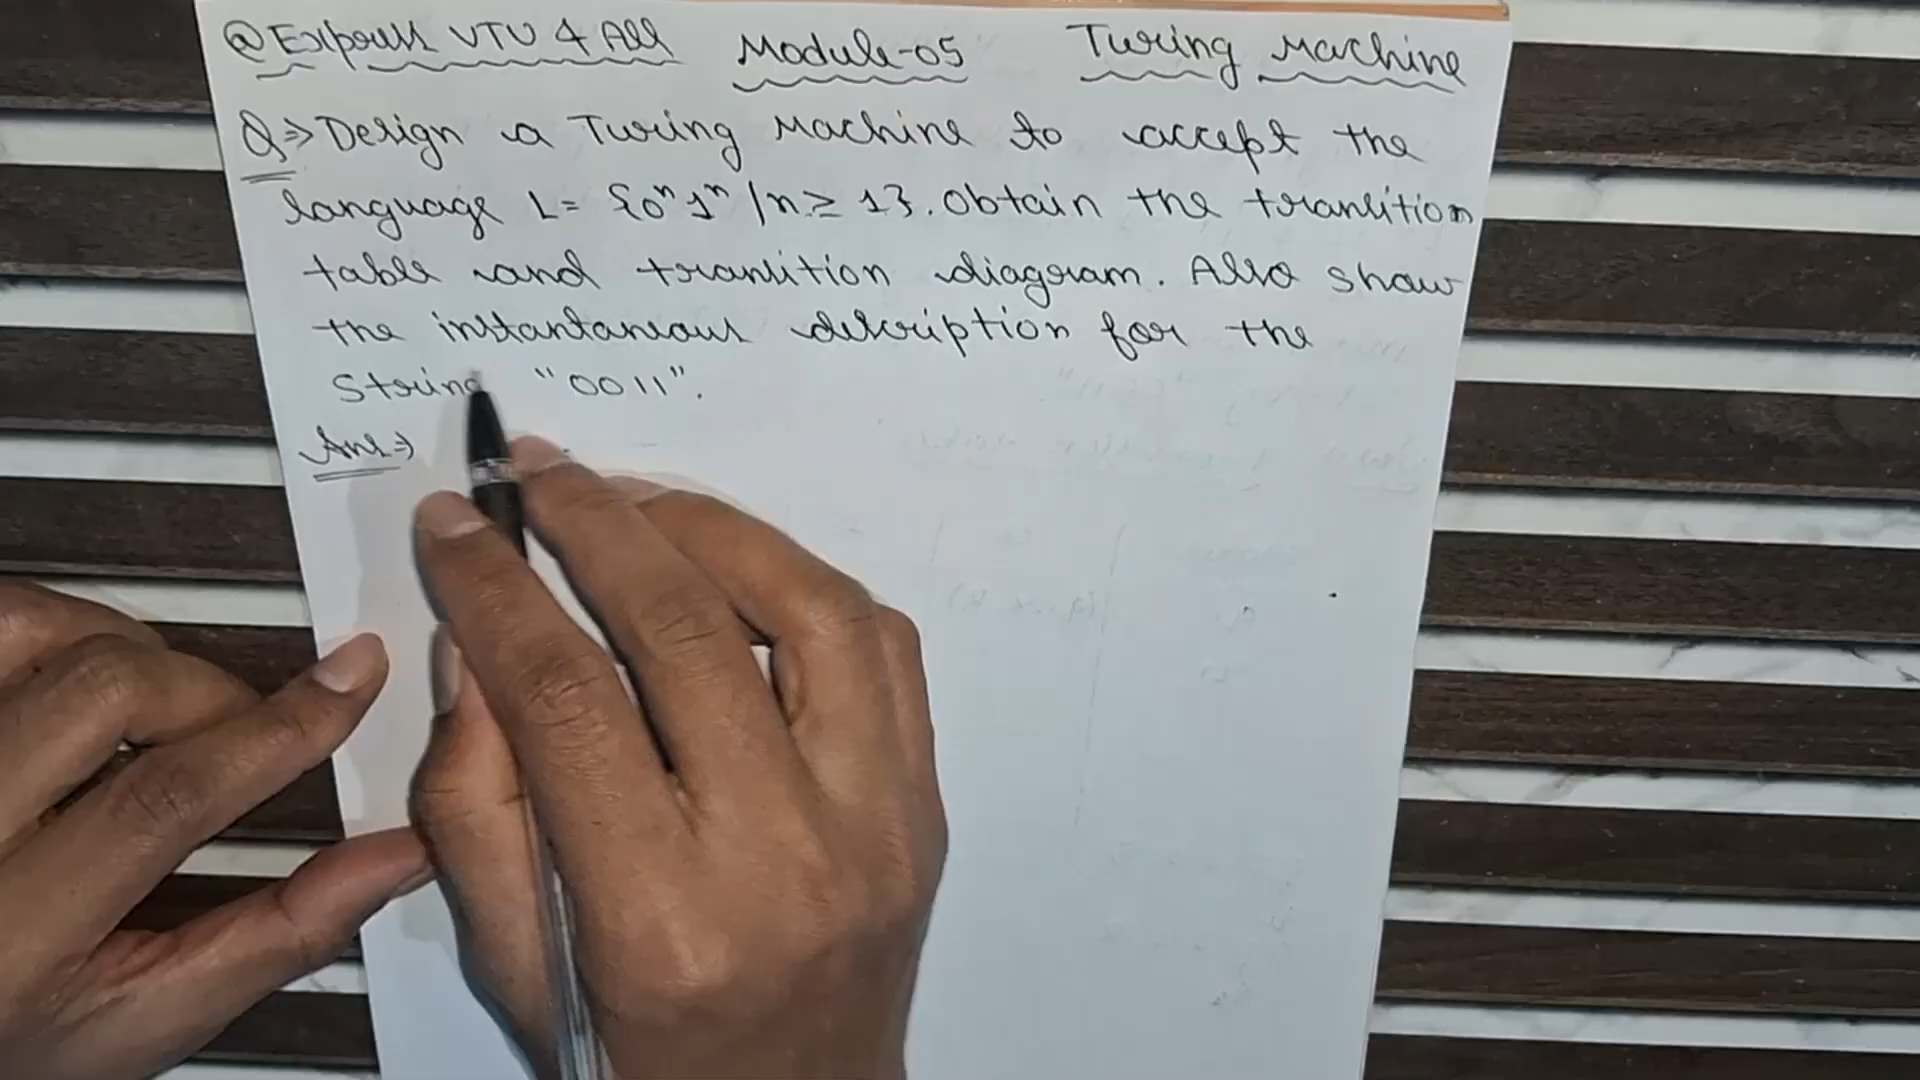 @Express VTU 4 All Module-05 Turing Machine
Q⇒ Design a Turing Machine to accept the
language L = {0ⁿ1ⁿ/n ≥ 1}. Obtain the transition
table and transition diagram. Also show
the instantaneous description for the
string "0011".
Ans⇒